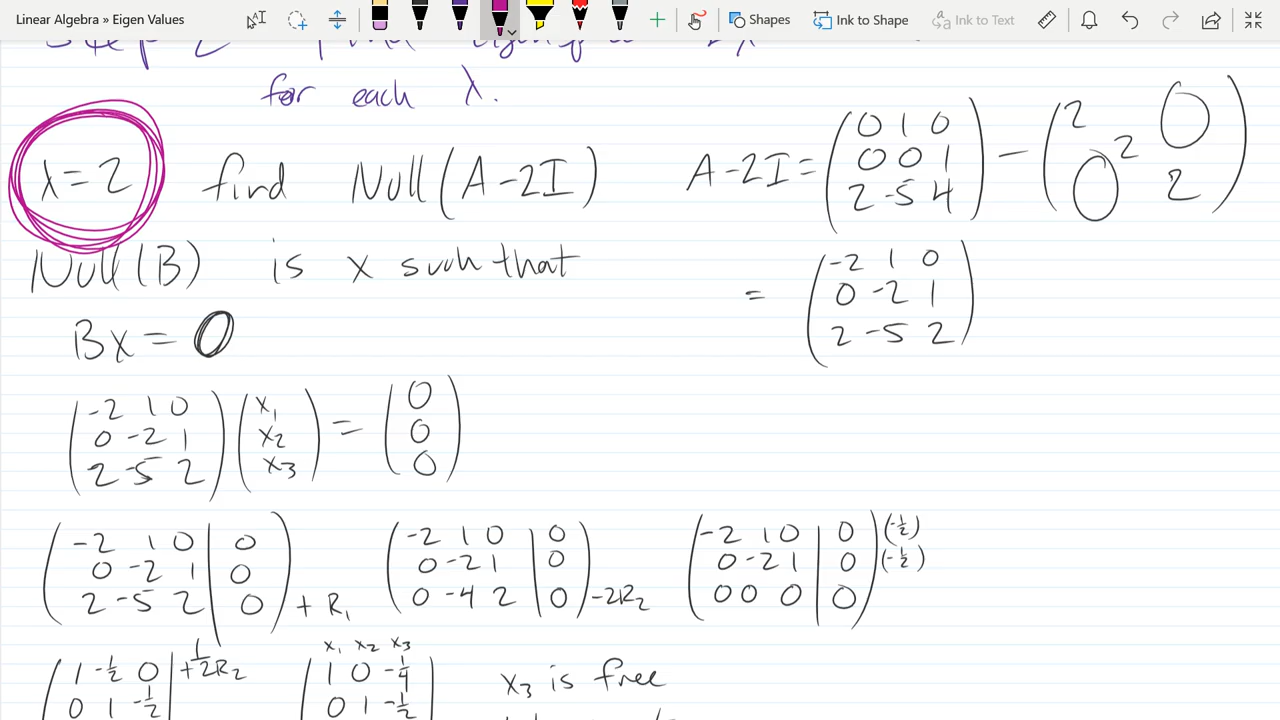 Linear Algebra » Eigen Values
Shapes
Ink to Shape
Ink to Text
Step 2
for each λ.
λ=2 find Null(A-2I) A-2I= (0 1 0 − (2 0
0 0 1 2
2 -5 4) 0 2)
Null(B) is x such that = (-2 1 0
0 -2 1
2 -5 2)
Bx = 0
(-2 1 0 (x₁ = (0
0 -2 1 x₂ 0
2 -5 2) x₃) 0)
(-2 1 0 | 0 (-2 1 0 | 0 (-2 1 0 | 0) (-½)
0 -2 1 | 0 0 -2 1 | 0 0 -2 1 | 0 (-½)
2 -5 2 | 0) + R₁ 0 -4 2 | 0) -2R₂ 0 0 0 | 0)
x₁ x₂ x₃
(1 -½ 0 | +½R₂ (1 0 -¼ | x₃ is free
0 1 -½ | 0 1 -½ |